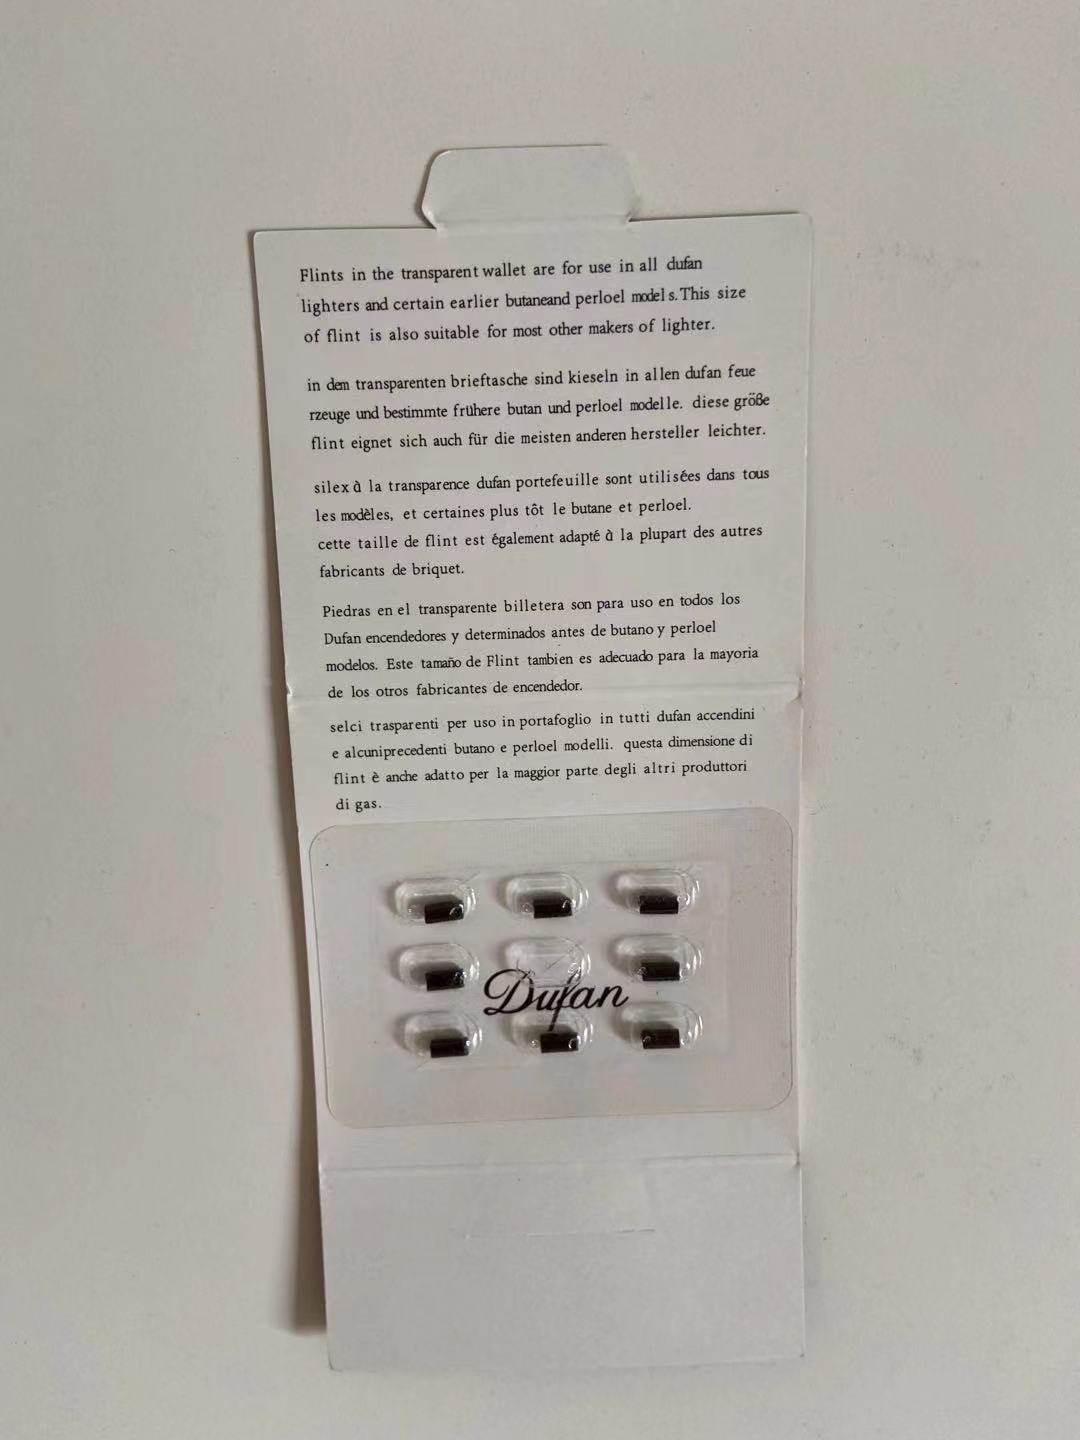 Flints in the transparent wallet are for use in all dufan
lighters and certain earlier butaneand perloel model s.This size
of flint is also suitable for most other makers of lighter.
in dem transparenten brieftasche sind kieseln in allen dufan feue
rzeuge und bestimmte frühere butan und perloel modelle. diese größe
flint eignet sich auch für die meisten anderen hersteller leichter.
silex à la transparence dufan portefeuille sont utilisées dans tous
les modèles, et certaines plus tôt le butane et perloel.
cette taille de flint est également adapté à la plupart des autres
fabricants de briquet.
Piedras en el transparente billetera son para uso en todos los
Dufan encendedores y determinados antes de butano y perloel
modelos. Este tamaño de Flint tambien es adecuado para la mayoria
de los otros fabricantes de encendedor.
selci trasparenti per uso in portafoglio in tutti dufan accendini
e alcuniprecedenti butano e perloel modelli. questa dimensione di
flint è anche adatto per la maggior parte degli altri produttori
di gas.
Dufan